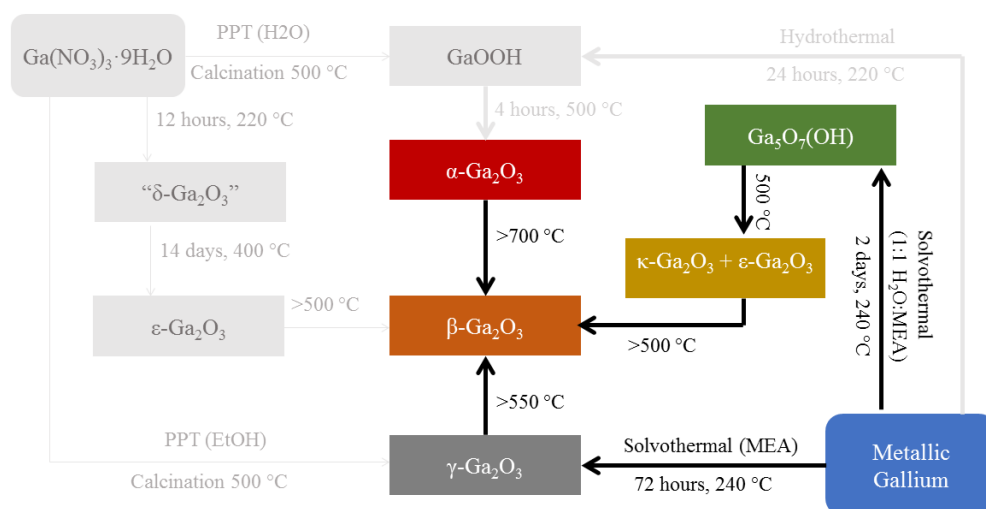 Ga(NO₃)₃·9H₂O
PPT (H2O)
Calcination 500 °C
GaOOH
Hydrothermal
24 hours, 220 °C
12 hours, 220 °C
4 hours, 500 °C
Ga₅O₇(OH)
“δ-Ga₂O₃”
α-Ga₂O₃
500 °C
Solvothermal
(1:1 H₂O:MEA)
2 days, 240 °C
14 days, 400 °C
>700 °C
κ-Ga₂O₃ + ε-Ga₂O₃
ε-Ga₂O₃
>500 °C
β-Ga₂O₃
>500 °C
>550 °C
PPT (EtOH)
Calcination 500 °C
γ-Ga₂O₃
Solvothermal (MEA)
72 hours, 240 °C
Metallic
Gallium